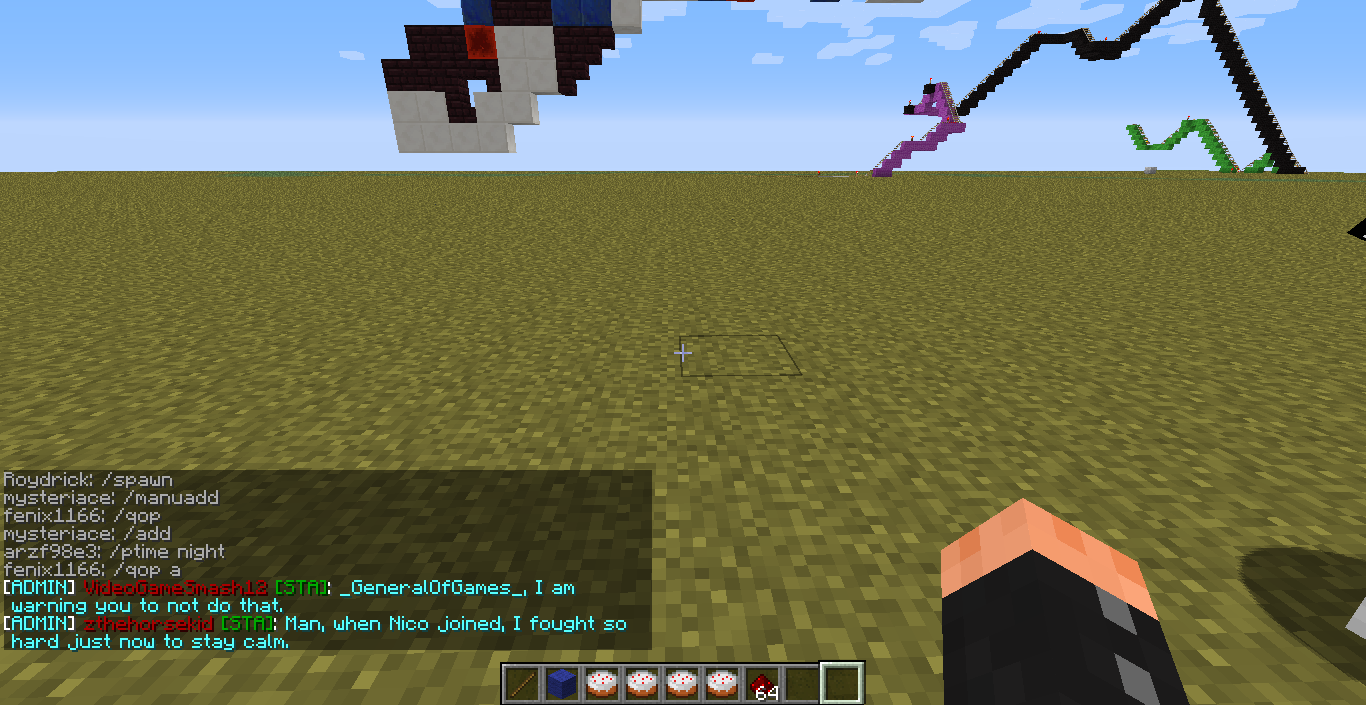 Roydrick: /spawn
mysteriace: /manuadd
fenix1166: /qop
mysteriace: /add
arzf98e3: /ptime night
fenix1166: /qop a
[ADMIN] VideoGameSmash12 [STA]: _GeneralOfGames_, I am
warning you to not do that.
[ADMIN] zthehorsekid [STA]: Man, when Nico joined, I fought so
hard just now to stay calm.
64